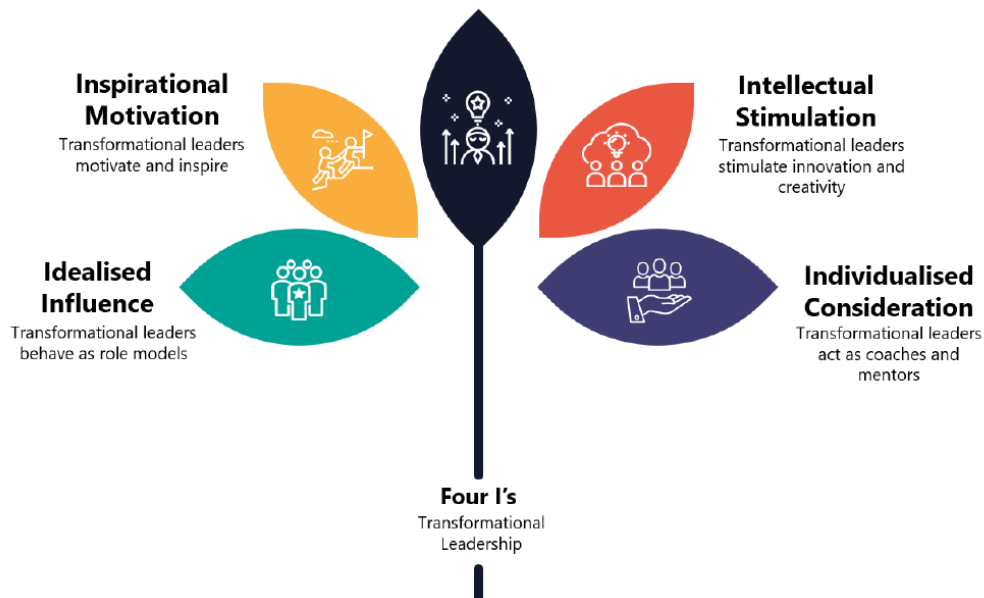 Inspirational
Motivation
Transformational leaders
motivate and inspire
Intellectual
Stimulation
Transformational leaders
stimulate innovation and
creativity
Idealised
Influence
Transformational leaders
behave as role models
Individualised
Consideration
Transformational leaders
act as coaches and
mentors
Four I's
Transformational
Leadership